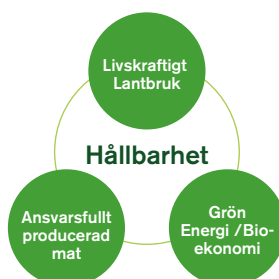 Livskraftigt
Lantbruk
Hållbarhet
Ansvarsfullt
producerad
mat
Grön
Energi /Bio-
ekonomi